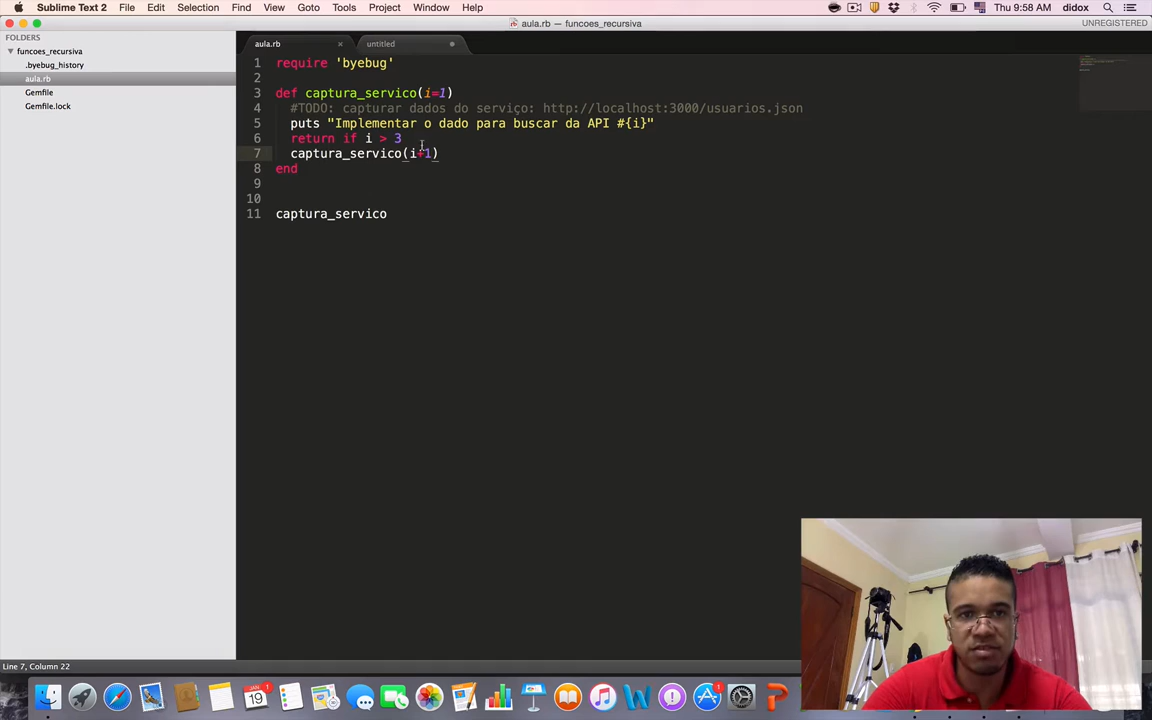 Sublime Text 2 File Edit Selection Find View Goto Tools Project Window Help
Thu 9:58 AM didox
aula.rb — funcoes_recursiva
UNREGISTERED
FOLDERS
funcoes_recursiva
.byebug_history
aula.rb
Gemfile
Gemfile.lock
aula.rb × untitled
1 require 'byebug'
2
3 def captura_servico(i=1)
4 #TODO: capturar dados do serviço: http://localhost:3000/usuarios.json
5 puts "Implementar o dado para buscar da API #{i}"
6 return if i > 3
7 captura_servico(i+1)
8 end
9
10
11 captura_servico
Line 7, Column 22
JAN
19
1
1